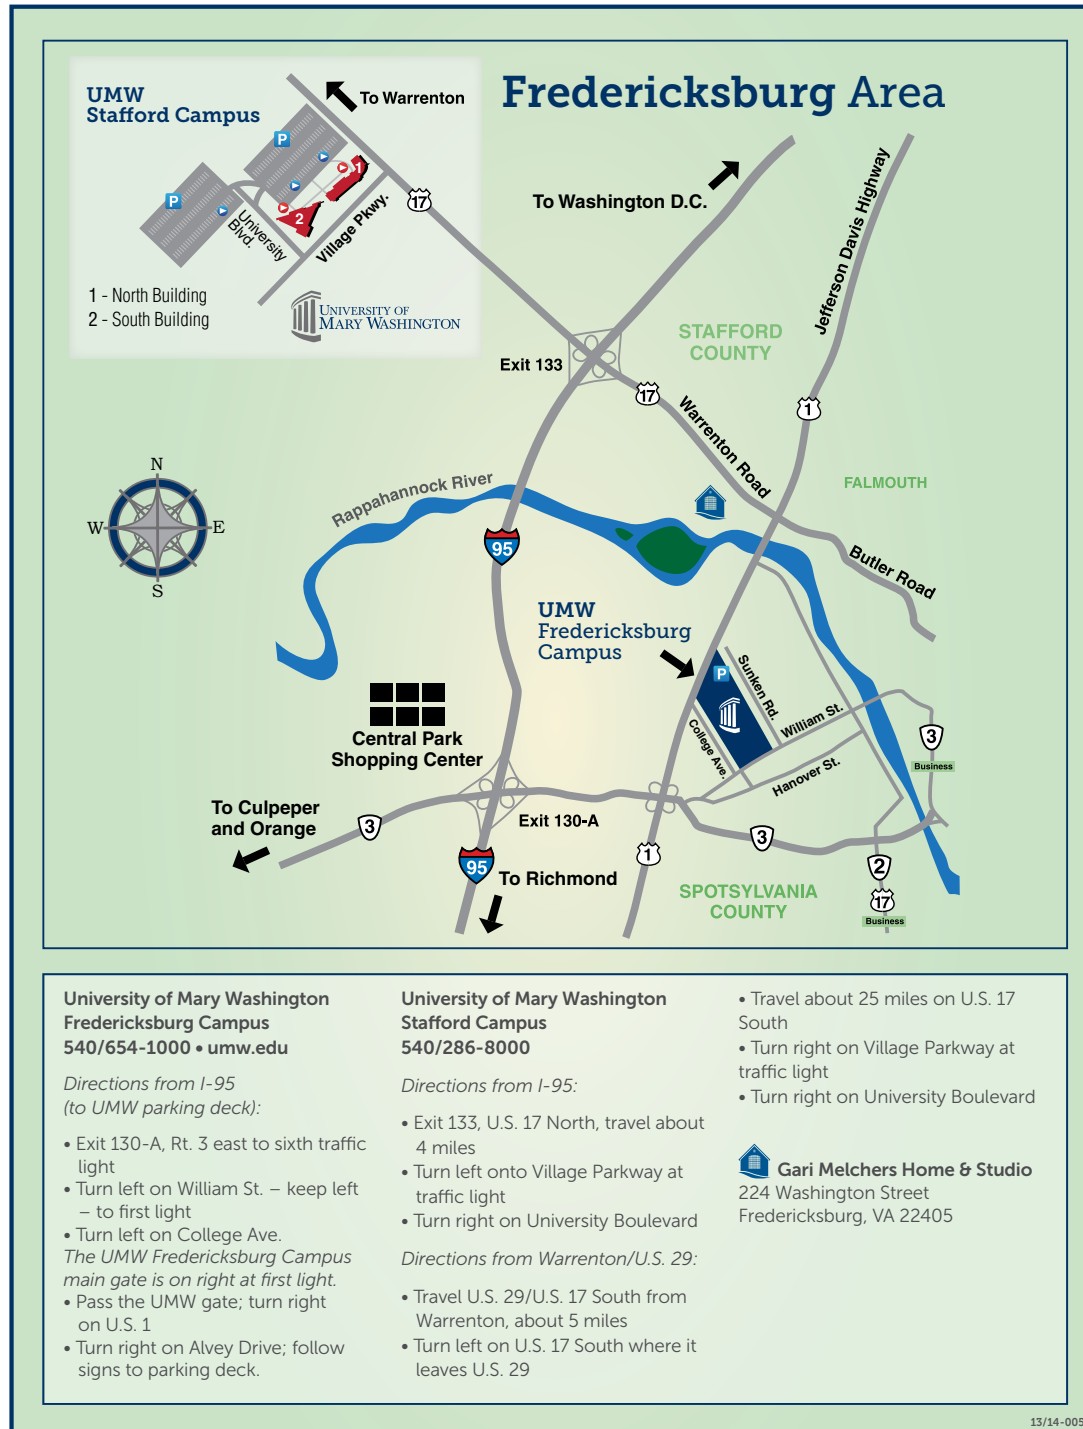 Fredericksburg Area
UMW
Stafford Campus
To Warrenton
P
P
1
2
University
Blvd.
Village Pkwy.
17
1 - North Building
2 - South Building
UNIVERSITY OF
MARY WASHINGTON
To Washington D.C.
Jefferson Davis Highway
STAFFORD
COUNTY
Exit 133
17
1
Warrenton Road
FALMOUTH
Rappahannock River
N
W
E
S
95
Butler Road
UMW
Fredericksburg
Campus
P
Sunken Rd.
College Ave.
William St.
Hanover St.
3
Business
Central Park
Shopping Center
To Culpeper
and Orange
3
Exit 130-A
3
1
95
To Richmond
2
17
Business
SPOTSYLVANIA
COUNTY
University of Mary Washington
Fredericksburg Campus
540/654-1000 • umw.edu
Directions from I-95
(to UMW parking deck):
• Exit 130-A, Rt. 3 east to sixth traffic
light
• Turn left on William St. – keep left
– to first light
• Turn left on College Ave.
The UMW Fredericksburg Campus
main gate is on right at first light.
• Pass the UMW gate; turn right
on U.S. 1
• Turn right on Alvey Drive; follow
signs to parking deck.
University of Mary Washington
Stafford Campus
540/286-8000
Directions from I-95:
• Exit 133, U.S. 17 North, travel about
4 miles
• Turn left onto Village Parkway at
traffic light
• Turn right on University Boulevard
Directions from Warrenton/U.S. 29:
• Travel U.S. 29/U.S. 17 South from
Warrenton, about 5 miles
• Turn left on U.S. 17 South where it
leaves U.S. 29
• Travel about 25 miles on U.S. 17
South
• Turn right on Village Parkway at
traffic light
• Turn right on University Boulevard
Gari Melchers Home & Studio
224 Washington Street
Fredericksburg, VA 22405
13/14-005